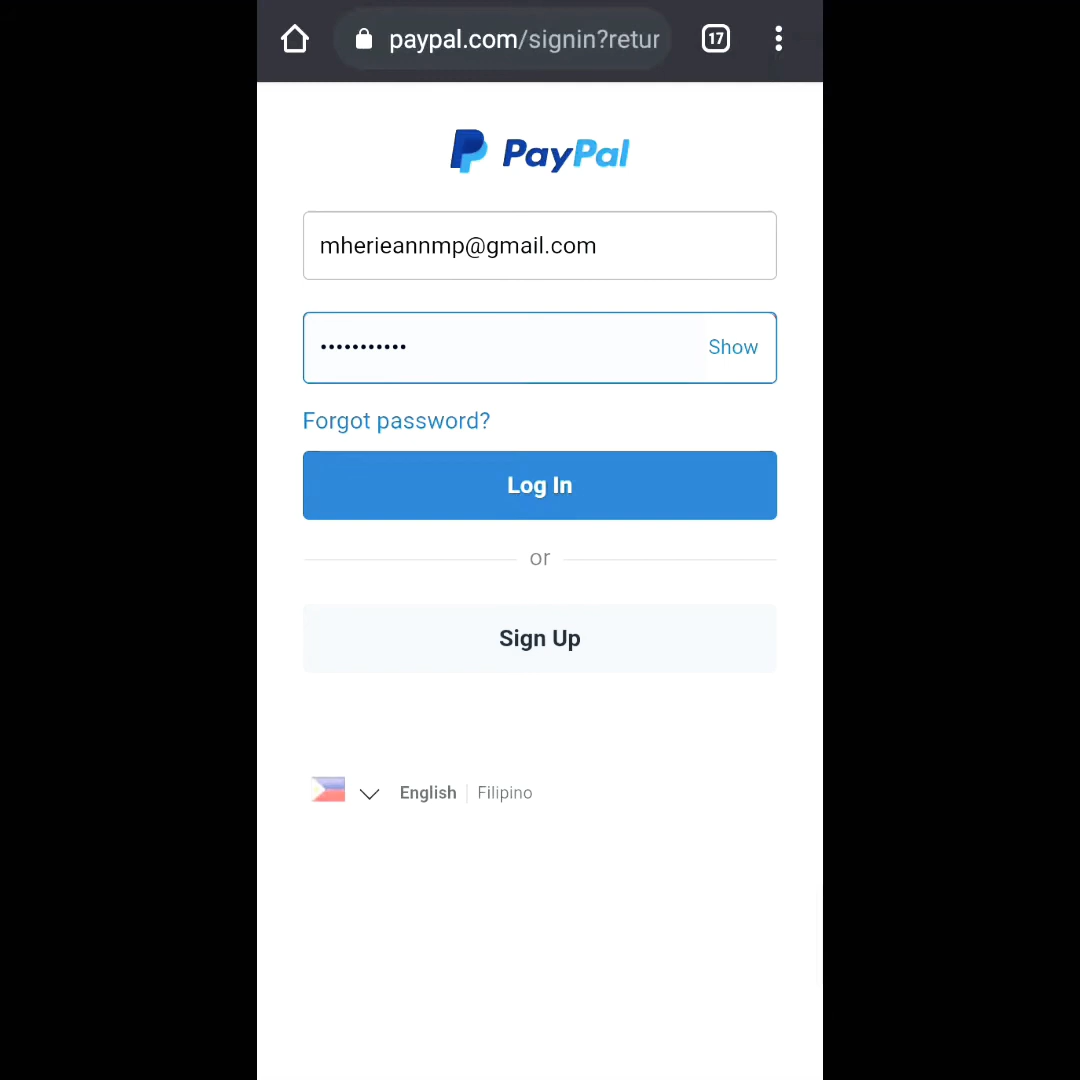 paypal.com/signin?retur
17
PayPal
mherieannmp@gmail.com
••••••••••• Show
Forgot password?
Log In
or
Sign Up
English | Filipino